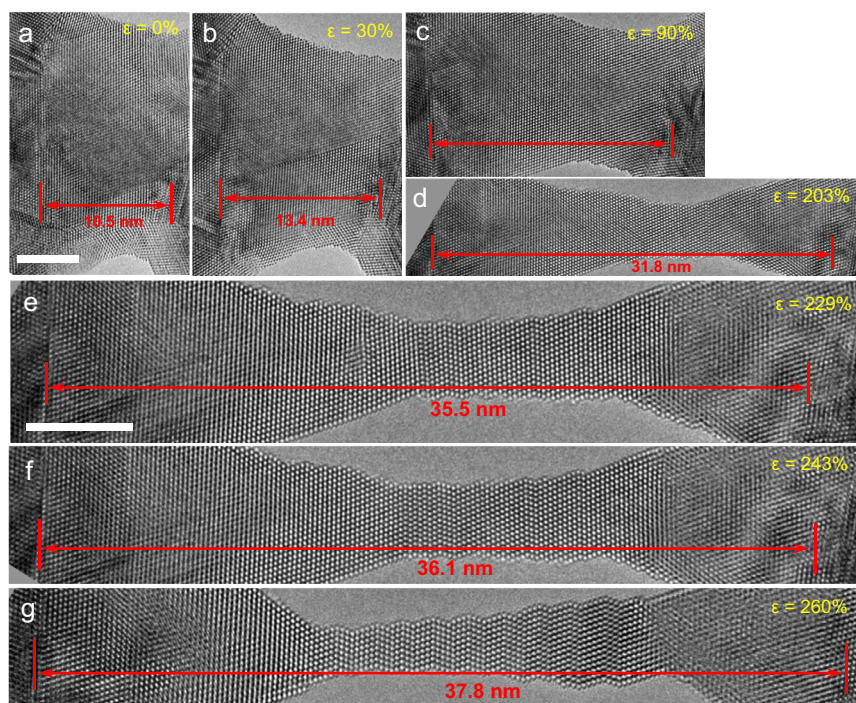 a
ε = 0%
10.5 nm
b
ε = 30%
13.4 nm
c
ε = 90%
d
ε = 203%
31.8 nm
e
ε = 229%
35.5 nm
f
ε = 243%
36.1 nm
g
ε = 260%
37.8 nm